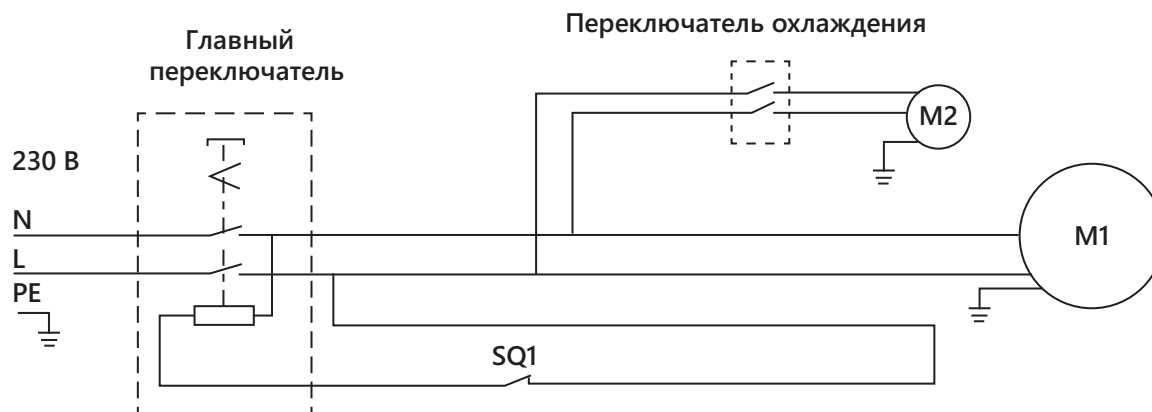 Главный
переключатель
Переключатель охлаждения
M2
230 В
N
M1
L
PE
SQ1